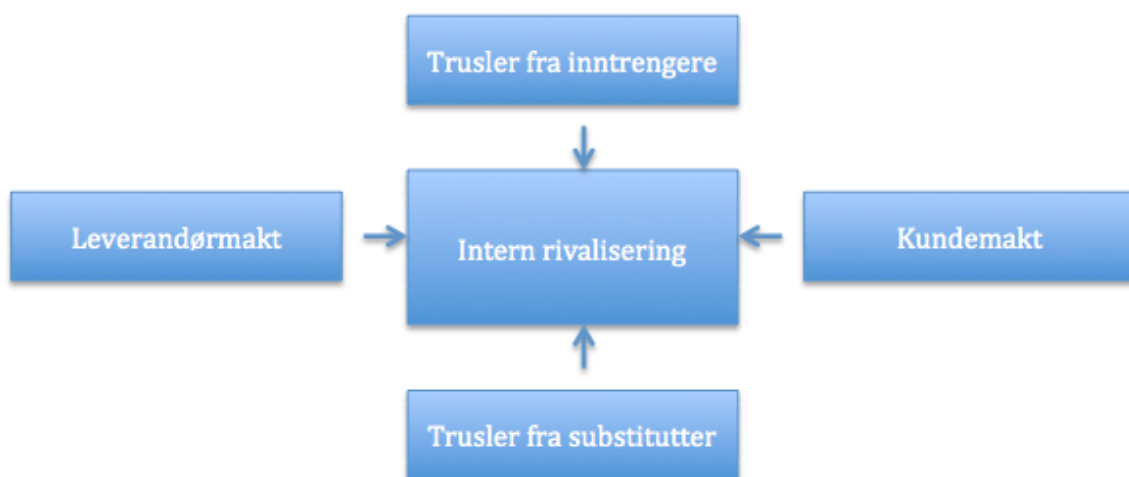 Trusler fra inntrengere
Leverandørmakt
Intern rivalisering
Kundemakt
Trusler fra substitutter